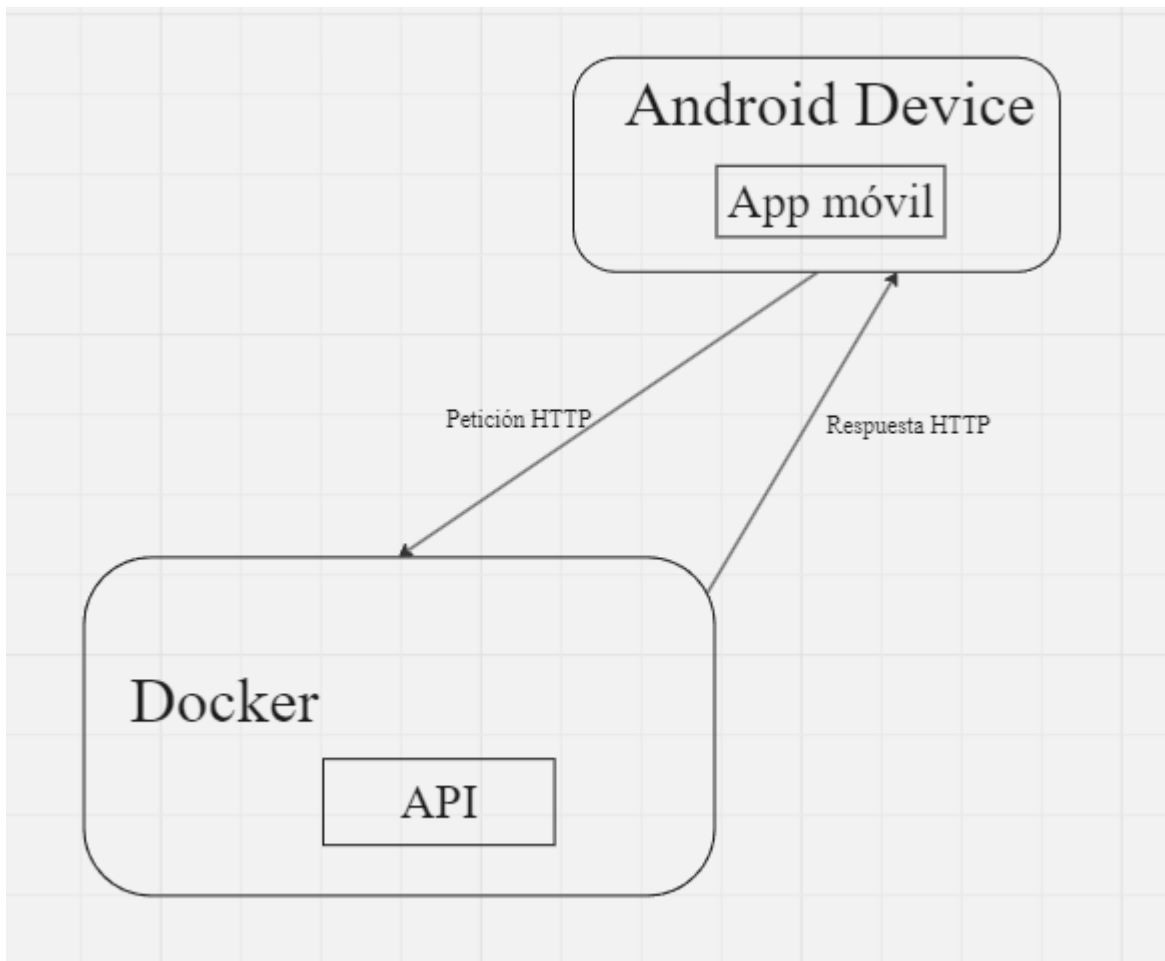 Android Device
App móvil
Petición HTTP
Respuesta HTTP
Docker
API